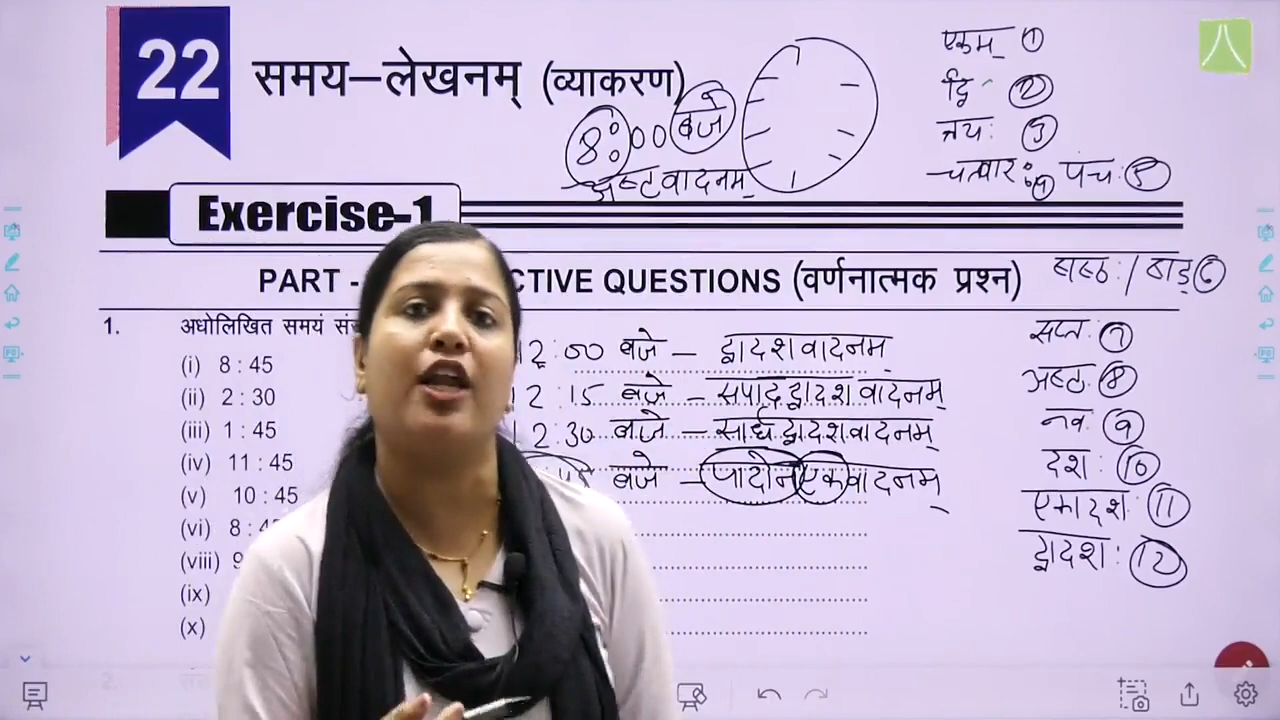 22
समय–लेखनम् (व्याकरण)
8:00 बजे
अष्टवादनम्
एकम् 1
द्वि 2
त्रय: 3
चत्वार: 4 पंच: 5
Exercise-1
PART - CTIVE QUESTIONS (वर्णनात्मक प्रश्न)
षष्ठ: / षड् 6
1. अधोलिखित समयं
सप्त: 7
अष्ट: 8
नव: 9
दश: 10
एकादश: 11
द्वादश: 12
(i) 8 : 45
12:00 बजे – द्वादशवादनम्
(ii) 2 : 30
12:15 बजे – सपादद्वादशवादनम्
(iii) 1 : 45
12:30 बजे – सार्धद्वादशवादनम्
(iv) 11 : 45
बजे – पादोनएकवादनम्
(v) 10 : 45
(vi) 8 : 4
(viii) 9
(ix)
(x)
2.